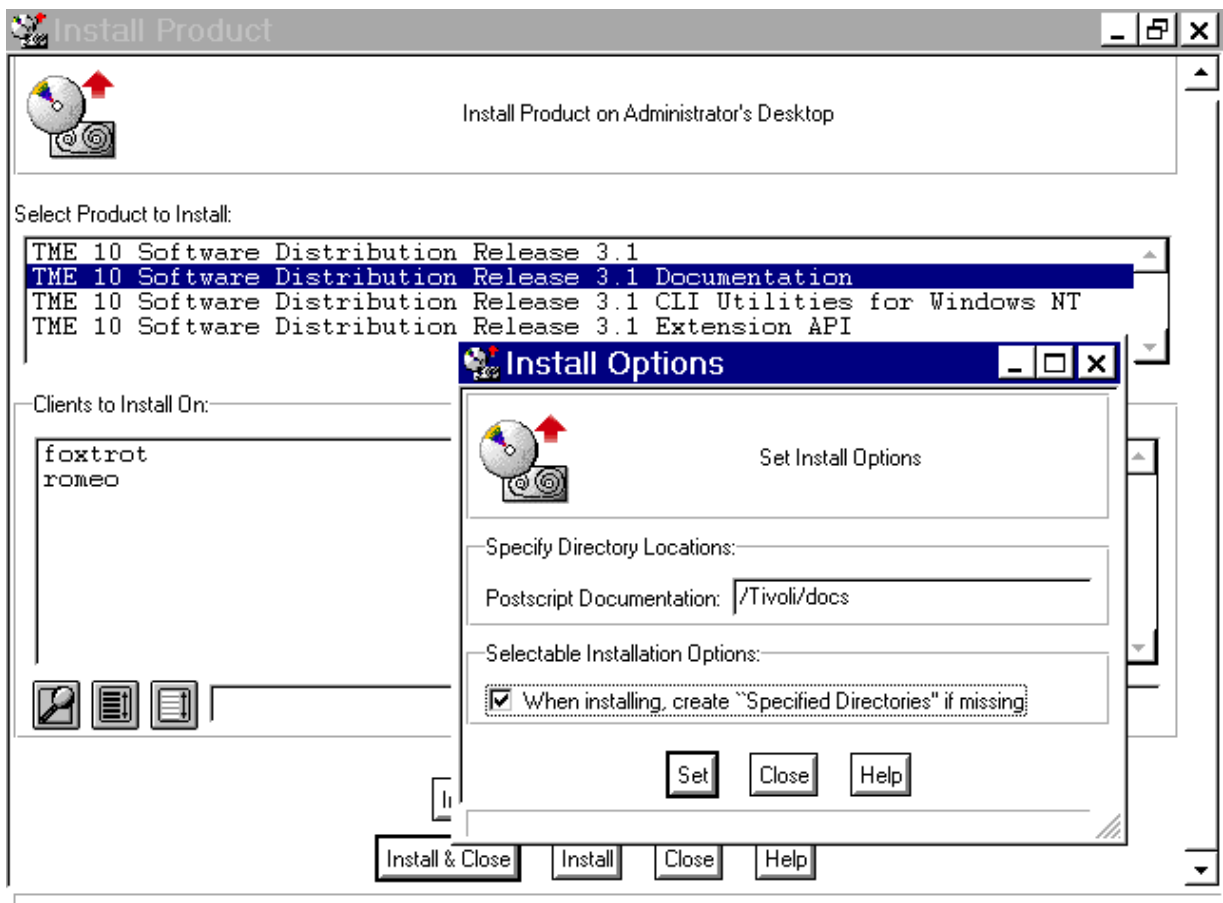 Install Product
Install Product on Administrator's Desktop
Select Product to Install:
TME 10 Software Distribution Release 3.1
TME 10 Software Distribution Release 3.1 Documentation
TME 10 Software Distribution Release 3.1 CLI Utilities for Windows NT
TME 10 Software Distribution Release 3.1 Extension API
Clients to Install On:
foxtrot
romeo
Install Options
Set Install Options
Specify Directory Locations:
Postscript Documentation: /Tivoli/docs
Selectable Installation Options:
When installing, create ``Specified Directories'' if missing
Set Close Help
Install & Close Install Close Help